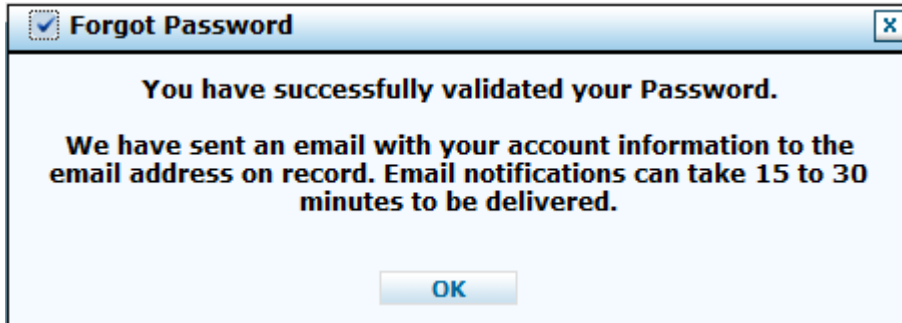 Forgot Password
X
You have successfully validated your Password.
We have sent an email with your account information to the
email address on record. Email notifications can take 15 to 30
minutes to be delivered.
OK